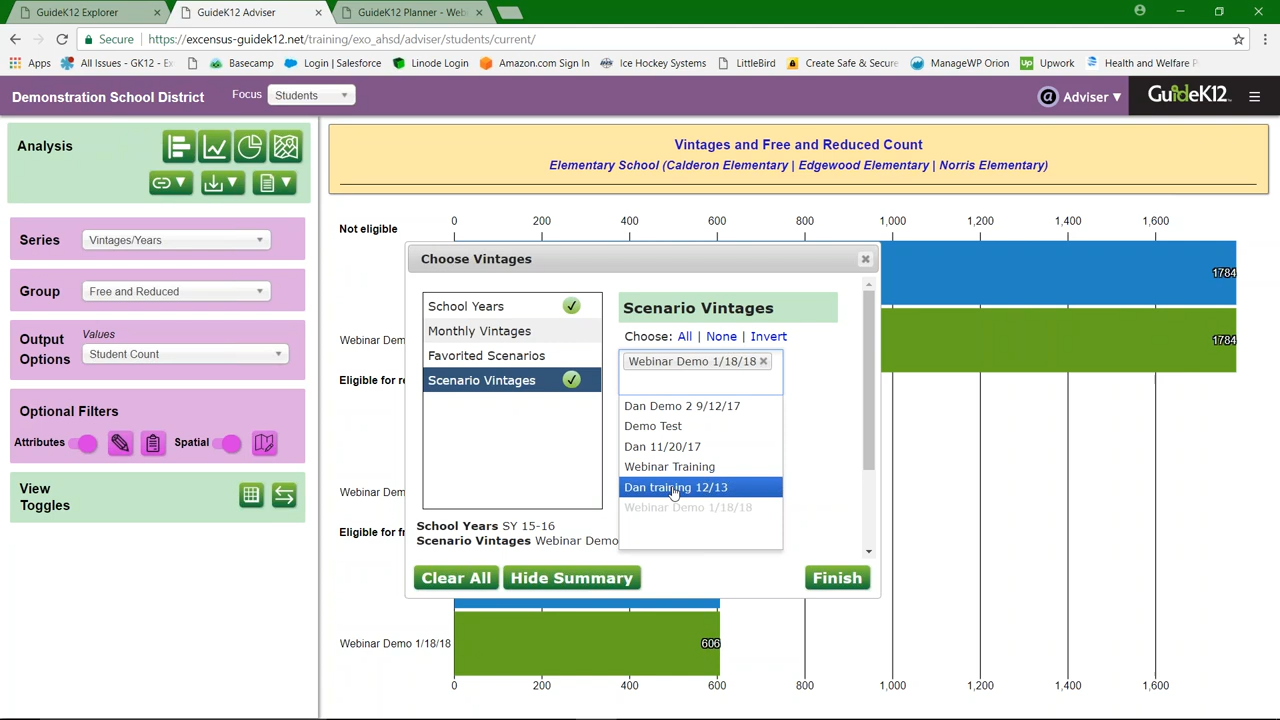 GuideK12 Explorer
GuideK12 Adviser
GuideK12 Planner - Web
Secure
https://excensus-guidek12.net/training/exo_ahsd/adviser/students/current/
Apps
All Issues - GK12 - E
Basecamp
Login | Salesforce
Linode Login
Amazon.com Sign In
Ice Hockey Systems
LittleBird
Create Safe & Secure
ManageWP Orion
Upwork
Health and Welfare P
Demonstration School District
Focus
Students
Adviser
GuideK12
Analysis
Series
Vintages/Years
Group
Free and Reduced
Output Options
Values
Student Count
Optional Filters
Attributes
Spatial
View Toggles
Vintages and Free and Reduced Count
Elementary School (Calderon Elementary | Edgewood Elementary | Norris Elementary)
0 200 400 600 800 1,000 1,200 1,400 1,600
Not eligible
1784
Webinar Dem
1784
Eligible for re
Webinar Dem
Eligible for f
Webinar Demo 1/18/18
606
0 200 400 600 800 1,000 1,200 1,400 1,600
Choose Vintages
School Years
Monthly Vintages
Favorited Scenarios
Scenario Vintages
Scenario Vintages
Choose: All | None | Invert
Webinar Demo 1/18/18
Dan Demo 2 9/12/17
Demo Test
Dan 11/20/17
Webinar Training
Dan training 12/13
Webinar Demo 1/18/18
School Years SY 15-16
Scenario Vintages Webinar Demo
Clear All
Hide Summary
Finish